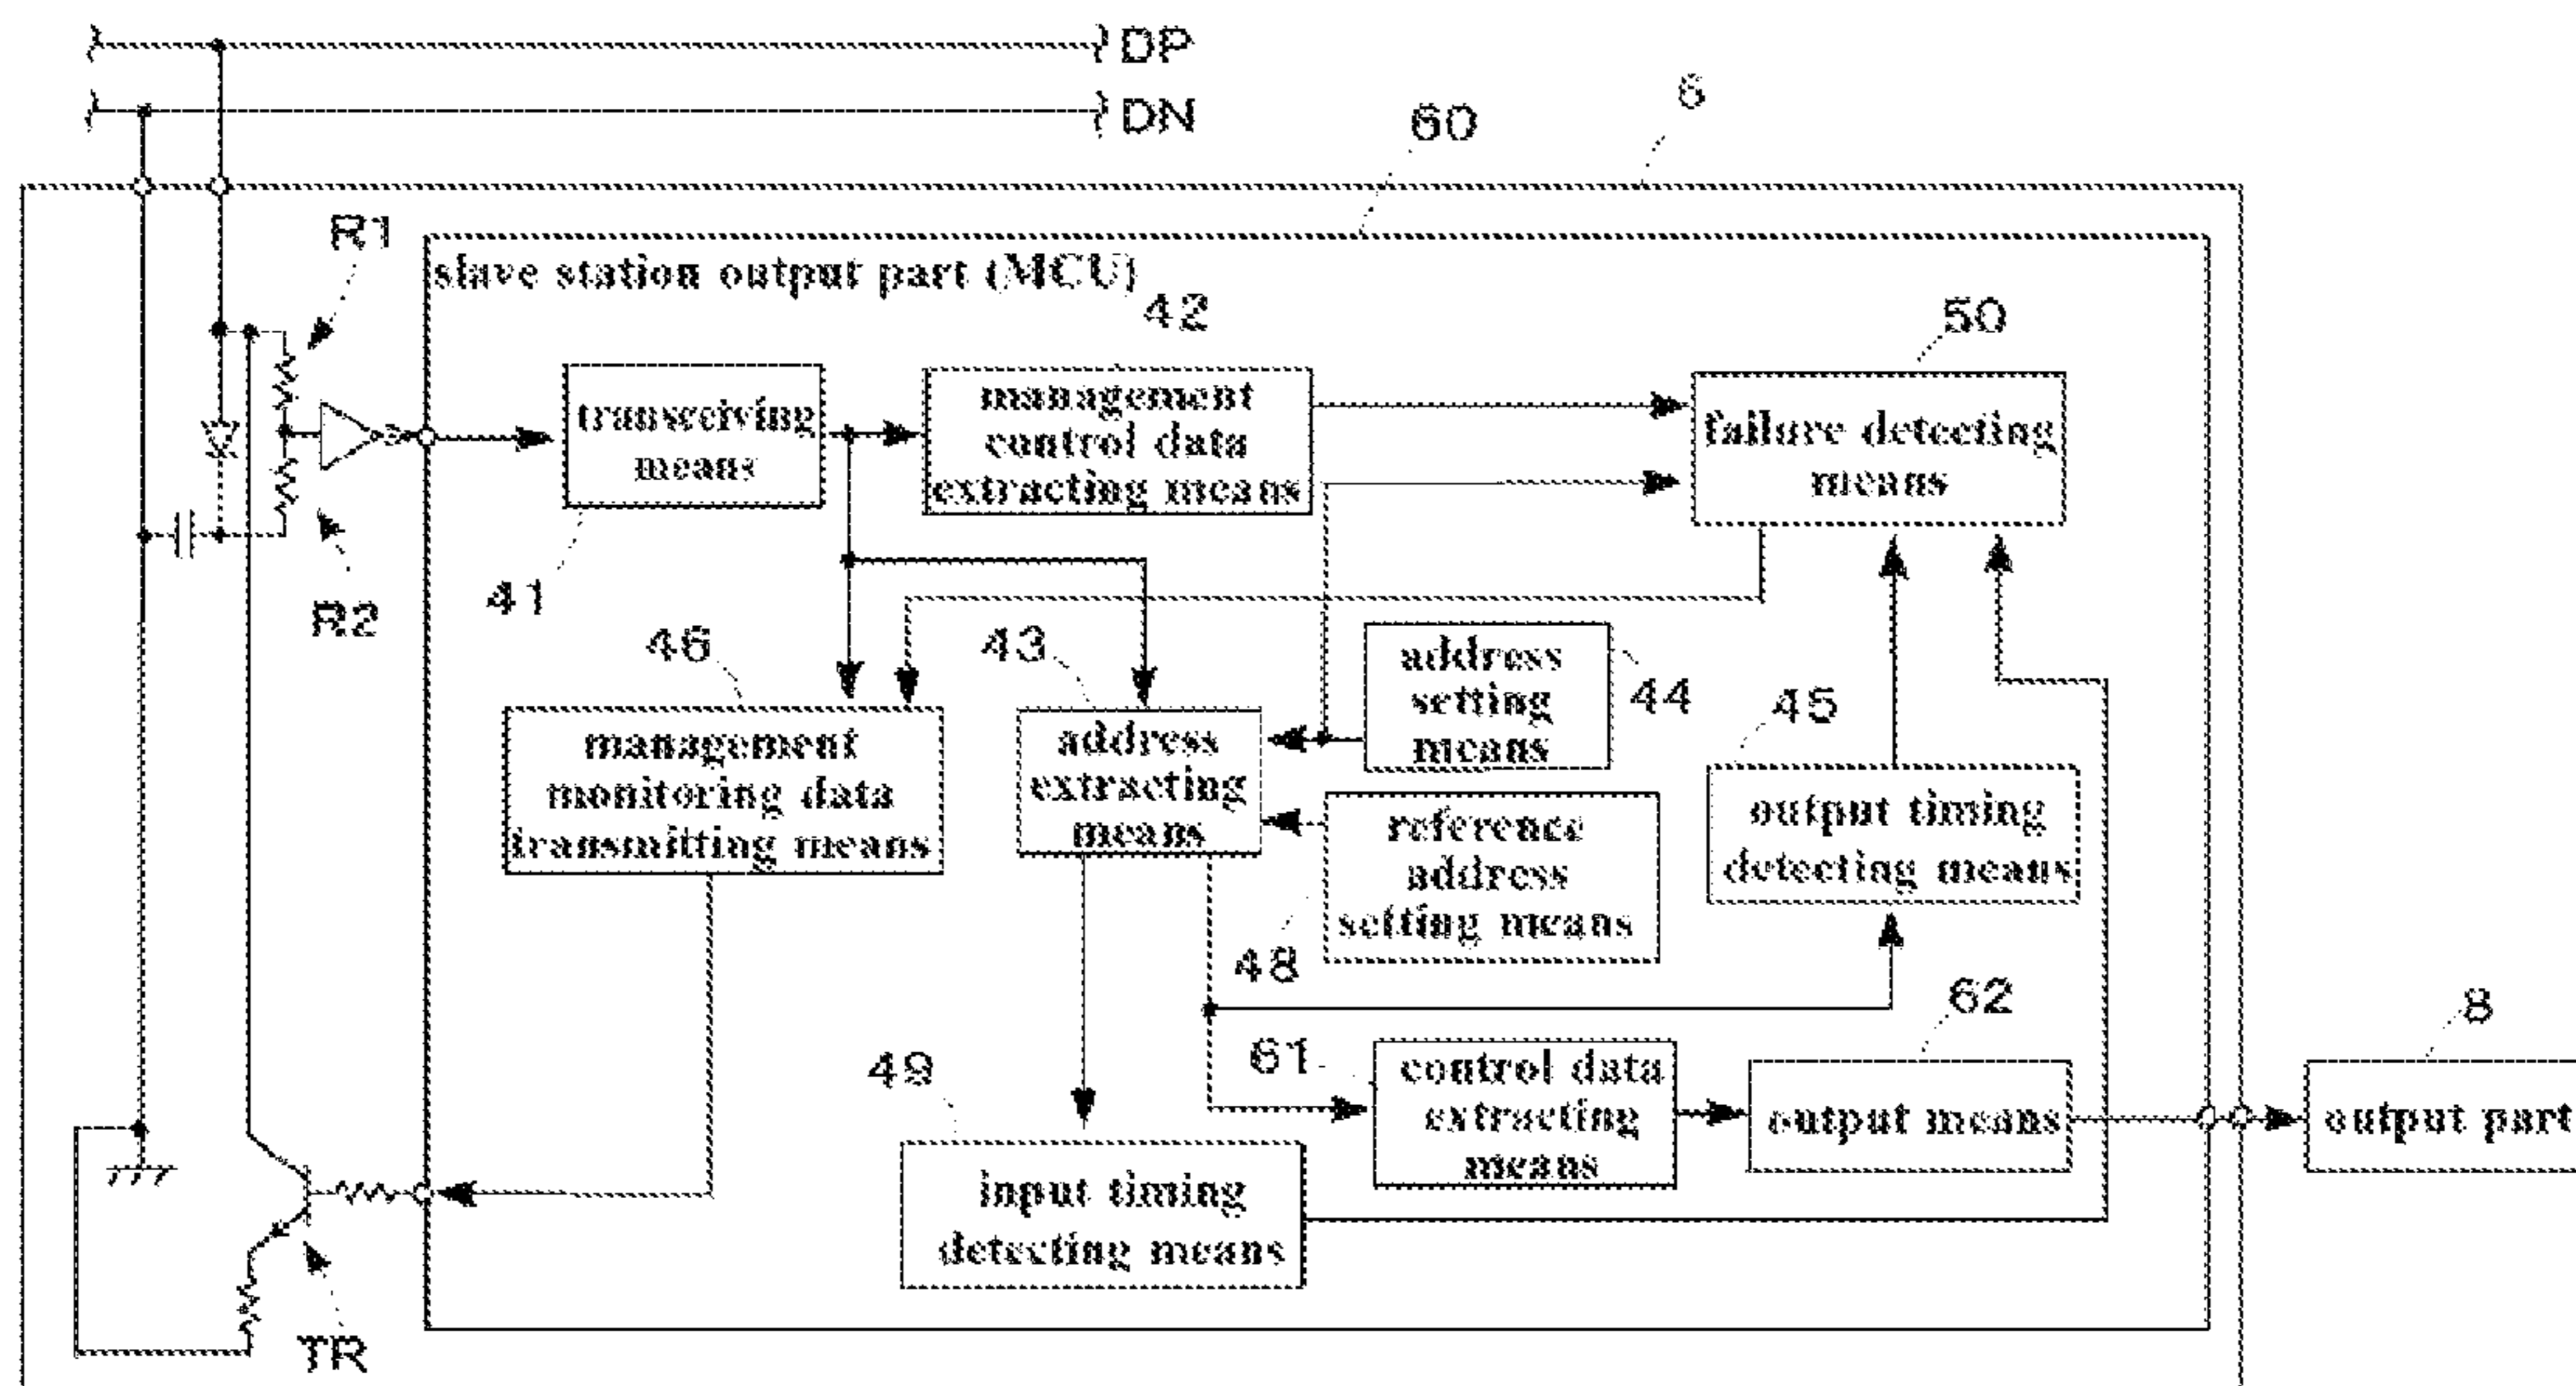 DP
DN
6
60
R1
slave station output part (MCU)
42
50
transceiving
means
management
control data
extracting means
failure detecting
means
41
R2
46
43
address
setting
means
44
45
management
monitoring data
transmitting means
address
extracting
means
reference
address
setting means
output timing
detecting means
48
62
8
49
61
control data
extracting
means
output means
output part
input timing
detecting means
TR